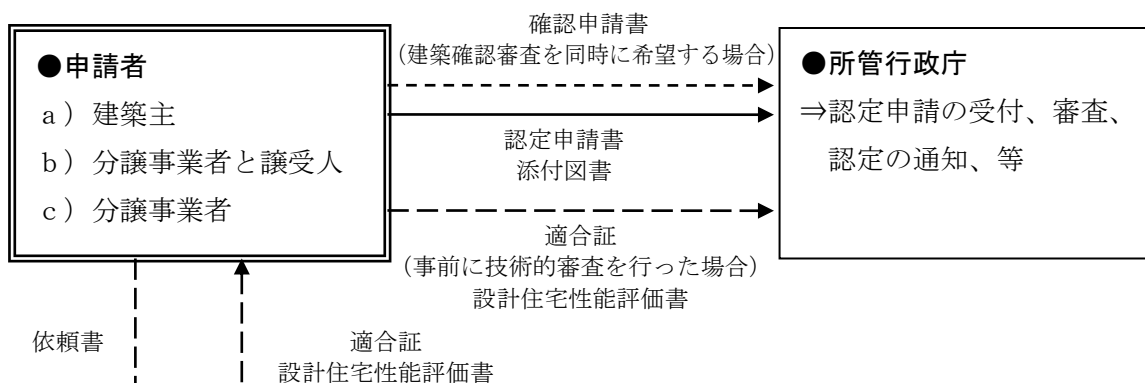 ●申請者
a）建築主
b）分譲事業者と譲受人
c）分譲事業者
確認申請書
（建築確認審査を同時に希望する場合）
認定申請書
添付図書
適合証
（事前に技術的審査を行った場合）
設計住宅性能評価書
●所管行政庁
⇒認定申請の受付、審査、
認定の通知、等
依頼書
適合証
設計住宅性能評価書